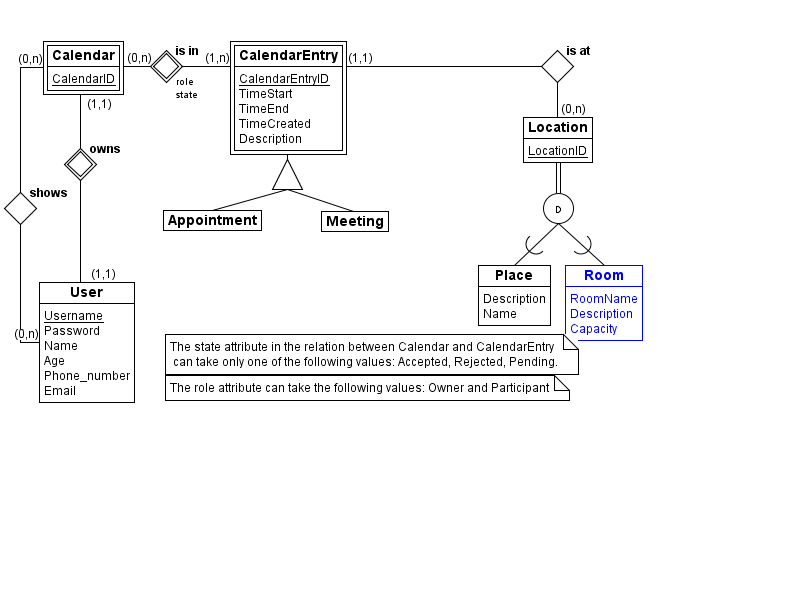 is in
is at
(0,n)
Calendar
(0,n)
(1,n)
CalendarEntry
(1,1)
CalendarID
role
state
CalendarEntryID
TimeStart
TimeEnd
TimeCreated
Description
(1,1)
(0,n)
Location
LocationID
owns
shows
D
Appointment
Meeting
(1,1)
Place
Description
Name
Room
RoomName
Description
Capacity
User
(0,n)
Username
Password
Name
Age
Phone_number
Email
The state attribute in the relation between Calendar and CalendarEntry
can take only one of the following values: Accepted, Rejected, Pending.
The role attribute can take the following values: Owner and Participant